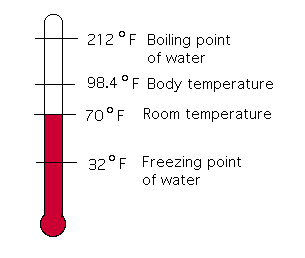 212°F Boiling point
of water
98.4°F Body temperature
70°F Room temperature
32°F Freezing point
of water